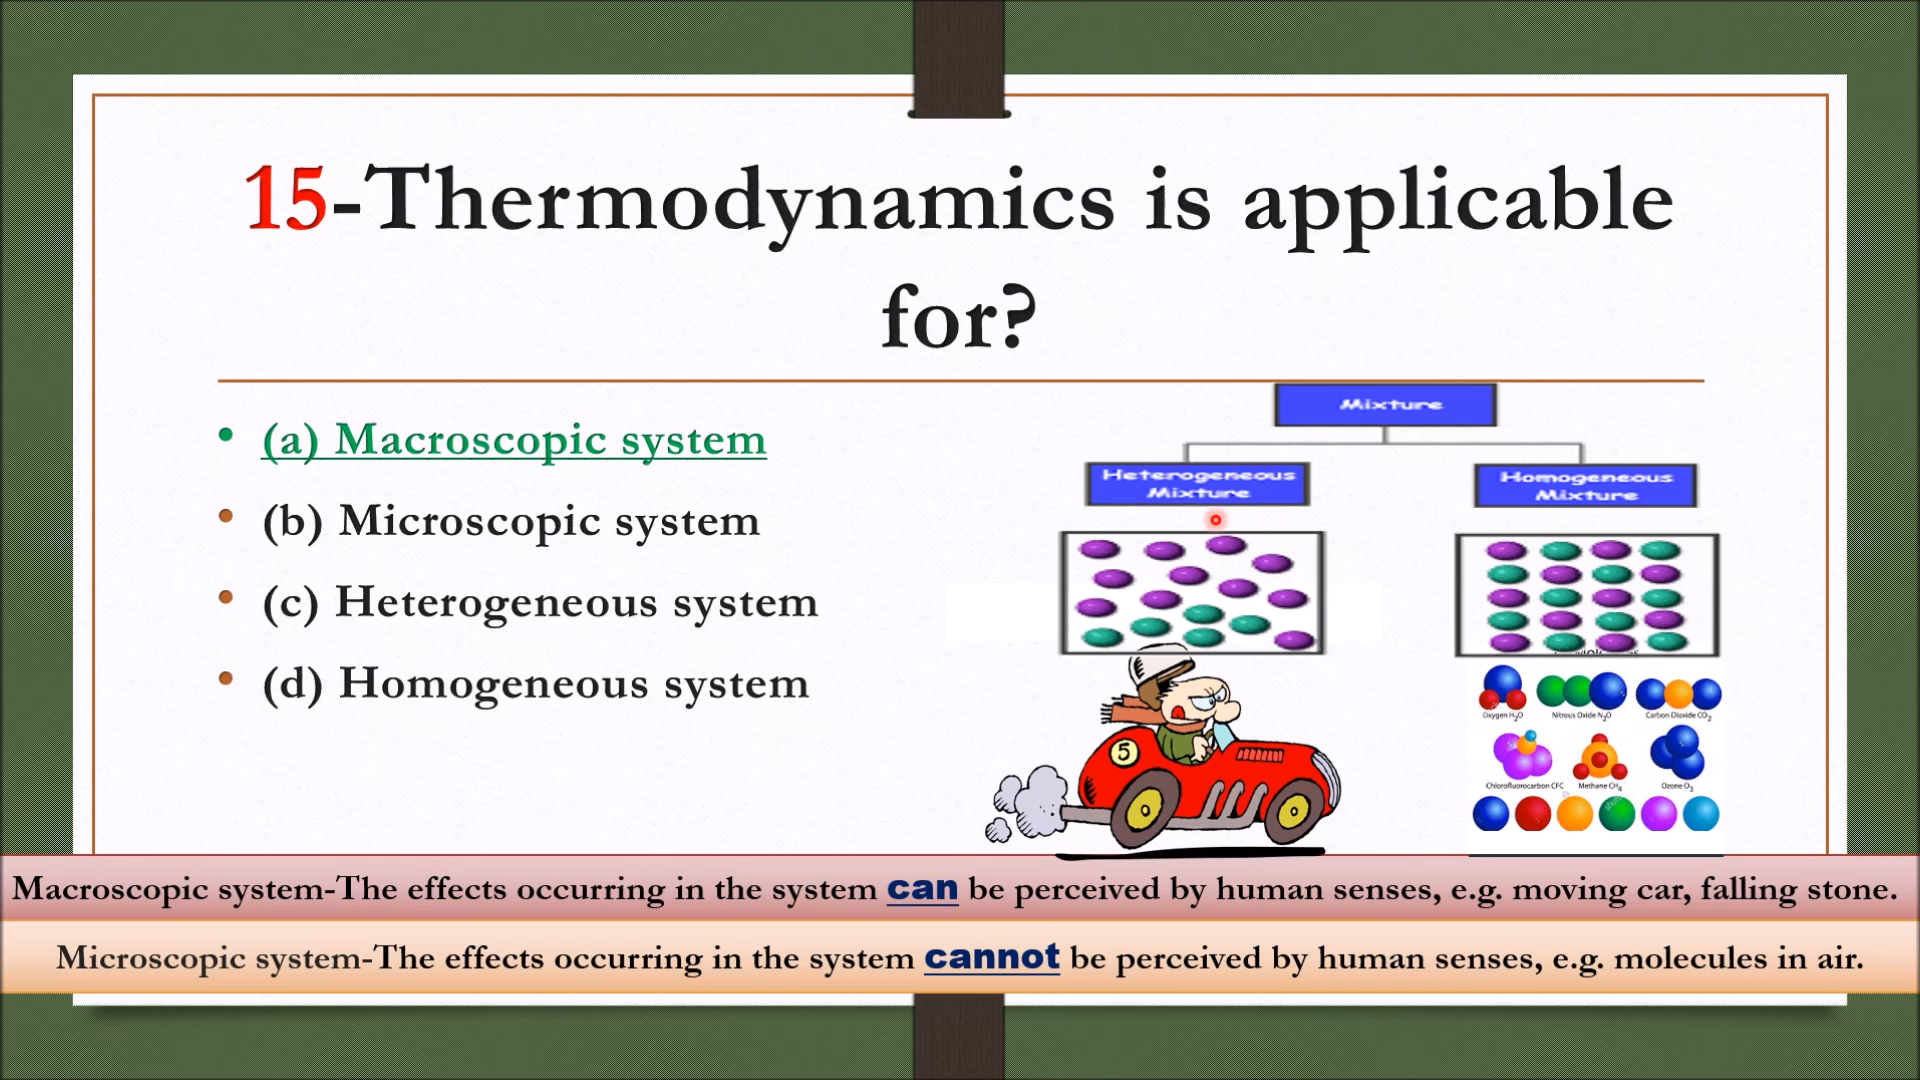 15-Thermodynamics is applicable
for?
• (a) Macroscopic system
• (b) Microscopic system
• (c) Heterogeneous system
• (d) Homogeneous system
Mixture
Heterogeneous
Mixture
Homogeneous
Mixture
5
Oxygen H2O
Nitrous Oxide N2O
Carbon Dioxide CO2
Chlorofluorocarbon CFC
Methane CH4
Ozone O3
Macroscopic system-The effects occurring in the system can be perceived by human senses, e.g. moving car, falling stone.
Microscopic system-The effects occurring in the system cannot be perceived by human senses, e.g. molecules in air.